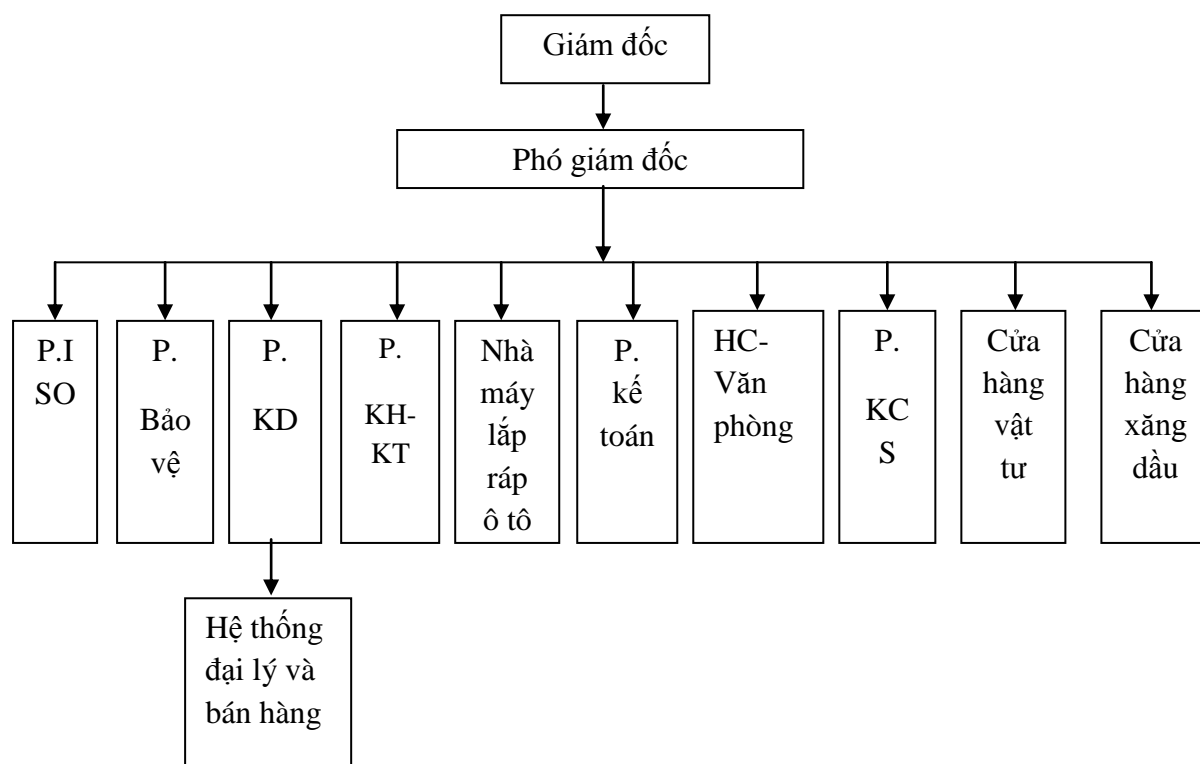 Giám đốc
Phó giám đốc
P.I
SO
P.
Bảo
vệ
P.
KD
P.
KH-
KT
Nhà
máy
lắp
ráp
ô tô
P.
kế
toán
HC-
Văn
phòng
P.
KC
S
Cửa
hàng
vật
tư
Cửa
hàng
xăng
dầu
Hệ thống
đại lý và
bán hàng